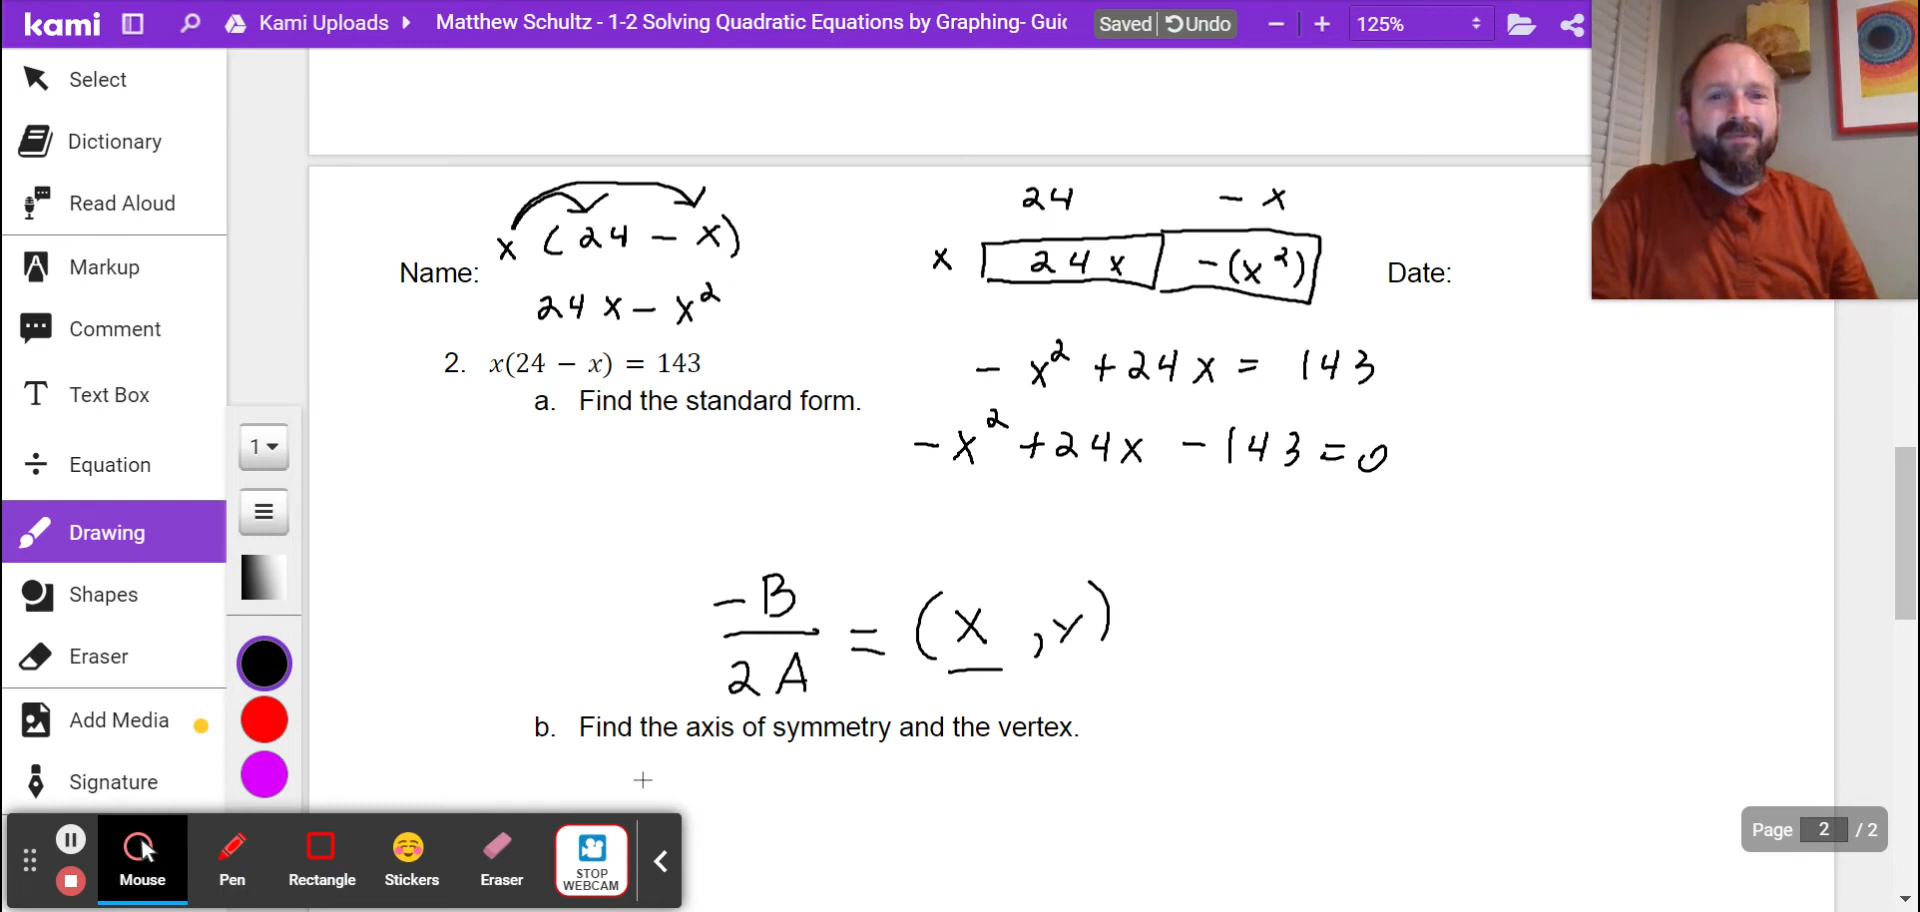 kami Kami Uploads Matthew Schultz - 1-2 Solving Quadratic Equations by Graphing- Guid Saved Undo − + 125%
Select
Dictionary
Read Aloud
Markup
Comment
Text Box
Equation
Drawing
Shapes
Eraser
Add Media
Signature
1
x (24 - x)
Name:
24x - x²
24 - x
x 24x -(x²)
Date:
- x² + 24x = 143
2. x(24 − x) = 143
a. Find the standard form.
- x² + 24x - 143 = 0
-B/2A = (x, y)
b. Find the axis of symmetry and the vertex.
Mouse Pen Rectangle Stickers Eraser STOP WEBCAM
Page 2 / 2